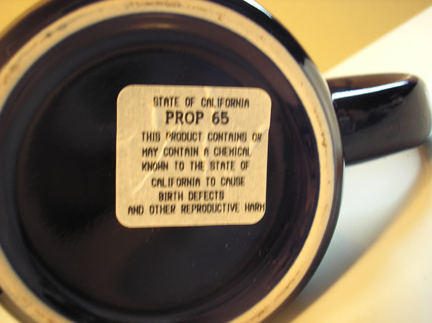 STATE OF CALIFORNIA
PROP 65
THIS PRODUCT CONTAINS OR
MAY CONTAIN A CHEMICAL
KNOWN TO THE STATE OF
CALIFORNIA TO CAUSE
BIRTH DEFECTS
AND OTHER REPRODUCTIVE HARM